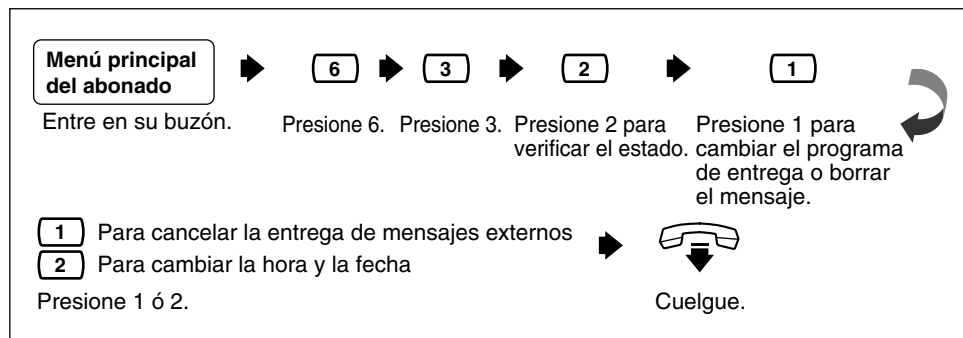 Menú principal
del abonado
6
3
2
1
Entre en su buzón.
Presione 6.
Presione 3.
Presione 2 para
verificar el estado.
Presione 1 para
cambiar el programa
de entrega o borrar
el mensaje.
1 Para cancelar la entrega de mensajes externos
2 Para cambiar la hora y la fecha
Presione 1 ó 2.
Cuelgue.